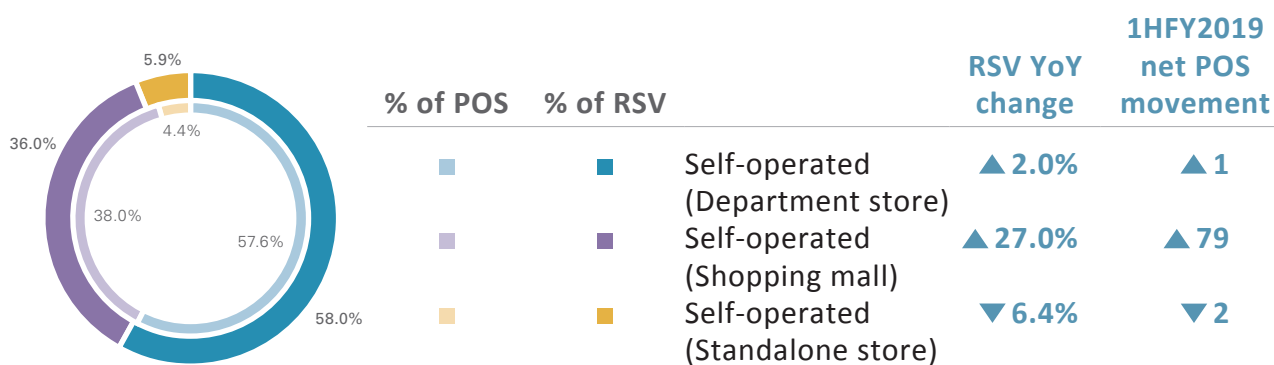 5.9%
36.0%
4.4%
38.0%
57.6%
58.0%
% of POS % of RSV RSV YoY change 1HFY2019 net POS movement
Self-operated ▲ 2.0% ▲ 1
(Department store)
Self-operated ▲ 27.0% ▲ 79
(Shopping mall)
Self-operated ▼ 6.4% ▼ 2
(Standalone store)